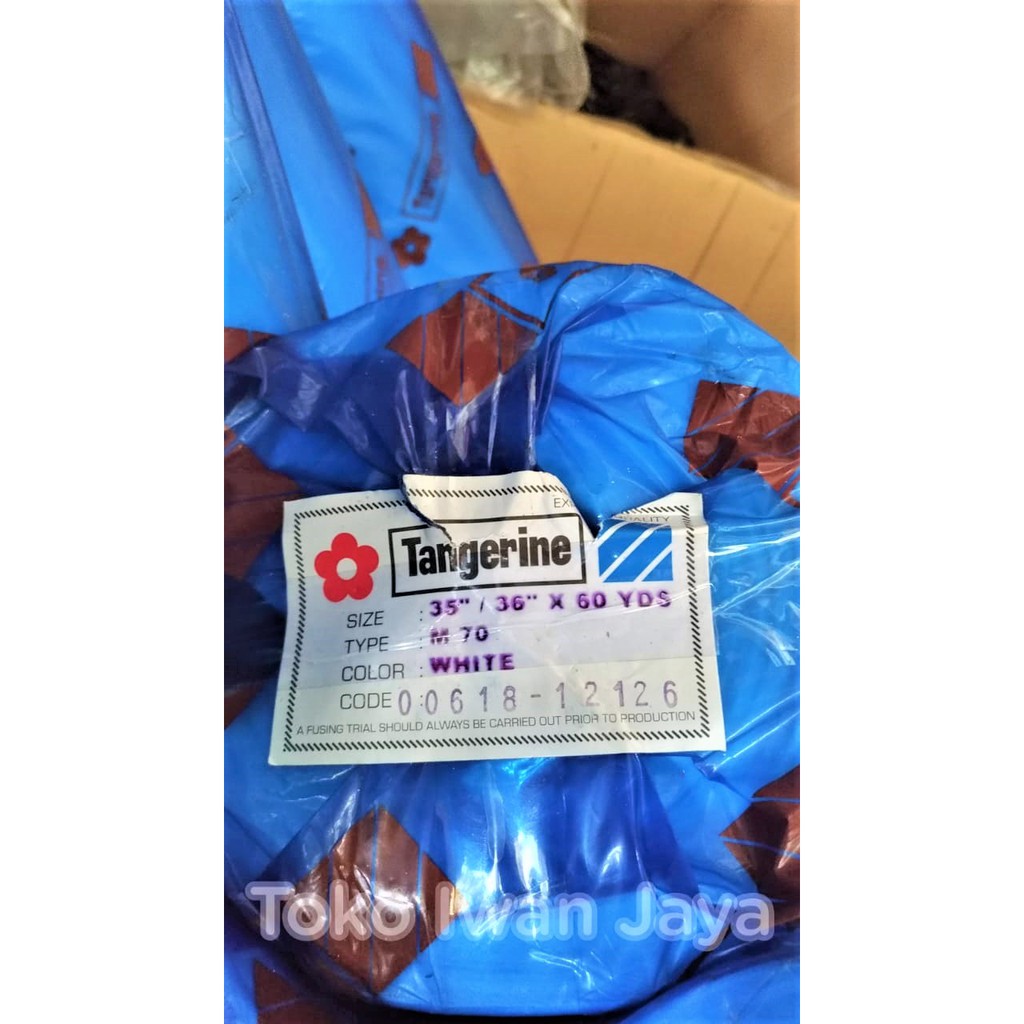 Tangerine
SIZE : 35" / 36" X 60 YDS
TYPE : M 70
COLOR : WHITE
CODE : 00618-12126
A FUSING TRIAL SHOULD ALWAYS BE CARRIED OUT PRIOR TO PRODUCTION
Toko Iwan Jaya